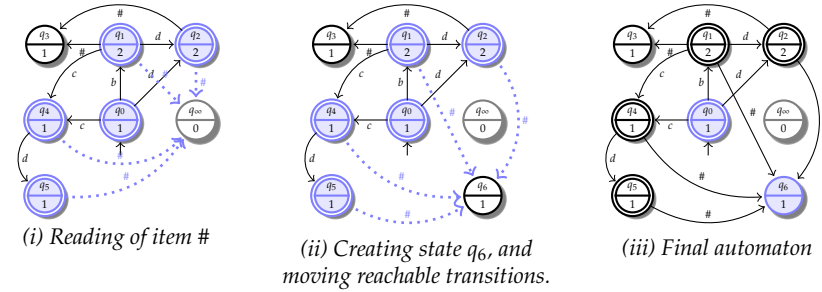 #
q3
1
#
q1
2
d
q2
2
c
b
d
#
#
q4
1
c
q0
1
q∞
0
d
#
q5
1
#
(i) Reading of item #
#
q3
1
#
q1
2
d
q2
2
c
b
d
q4
1
c
q0
1
#
q∞
0
#
d
#
q5
1
#
q6
1
(ii) Creating state q6, and
moving reachable transitions.
#
q3
1
#
q1
2
d
q2
2
c
b
d
q4
1
c
q0
1
#
q∞
0
d
#
q5
1
#
q6
1
(iii) Final automaton